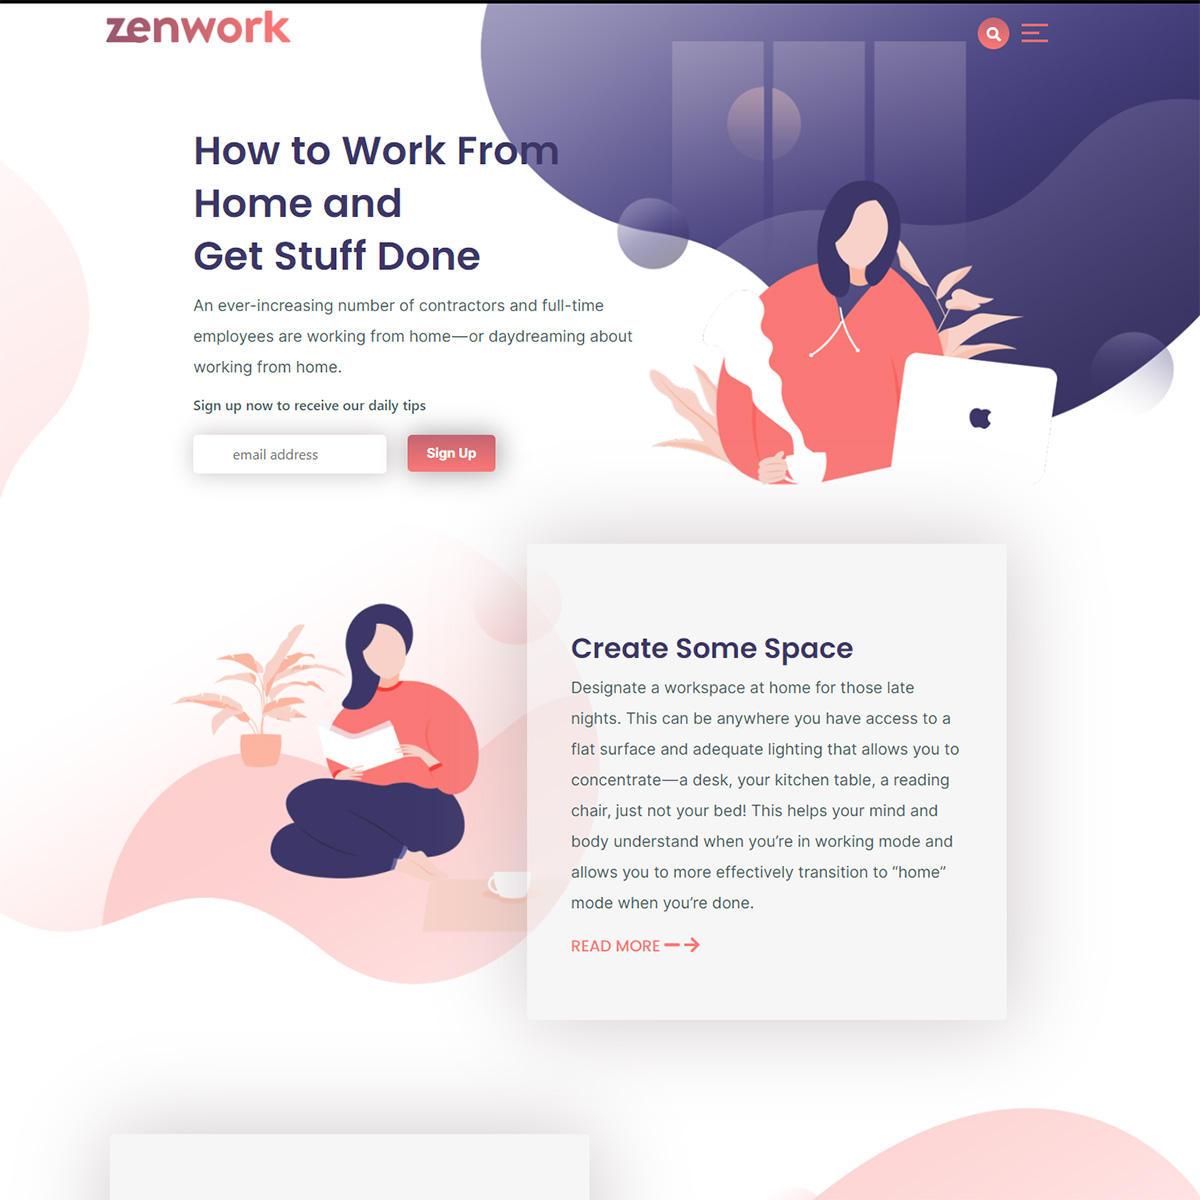 zenwork
How to Work From
Home and
Get Stuff Done
An ever-increasing number of contractors and full-time
employees are working from home—or daydreaming about
working from home.
Sign up now to receive our daily tips
email address
Sign Up
Create Some Space
Designate a workspace at home for those late
nights. This can be anywhere you have access to a
flat surface and adequate lighting that allows you to
concentrate—a desk, your kitchen table, a reading
chair, just not your bed! This helps your mind and
body understand when you’re in working mode and
allows you to more effectively transition to “home”
mode when you’re done.
READ MORE